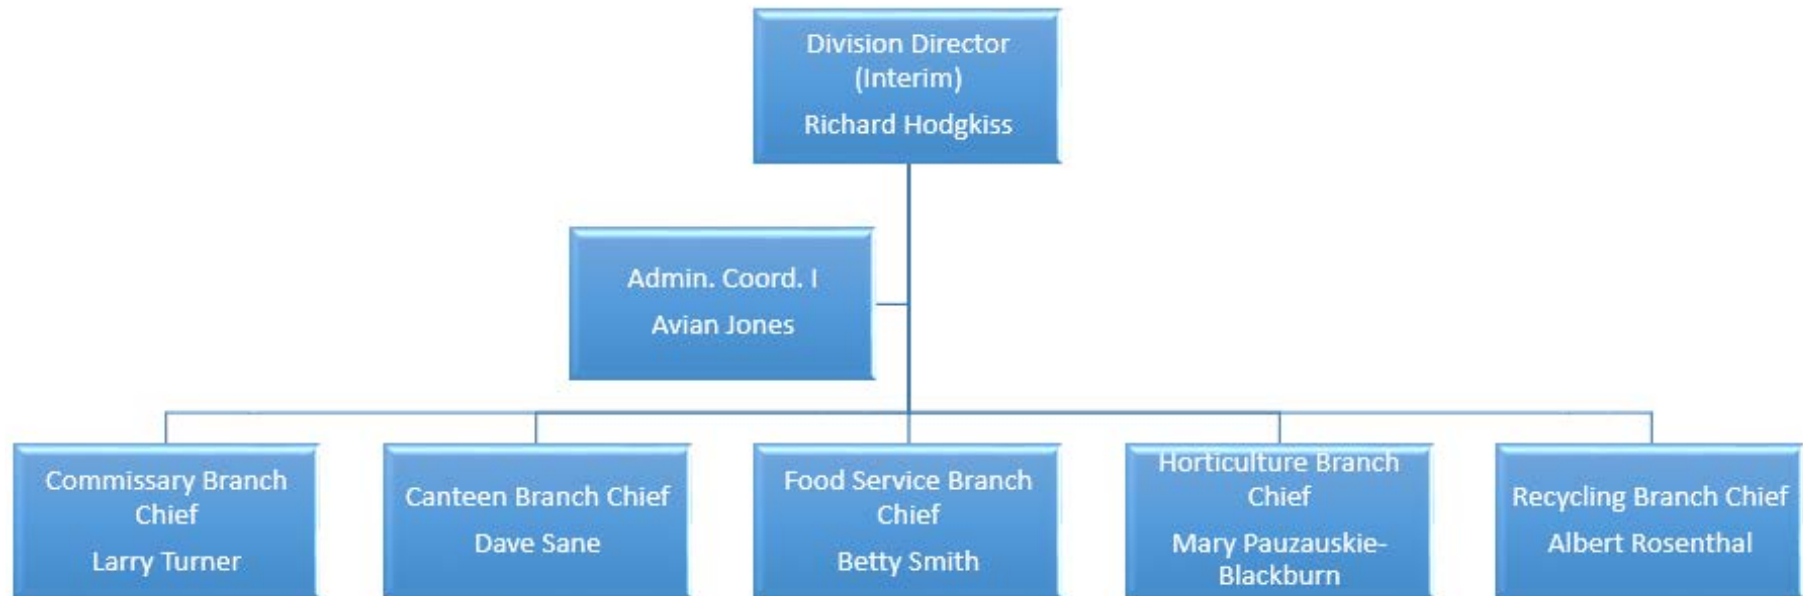 Division Director
(Interim)
Richard Hodgkiss
Admin. Coord. I
Avian Jones
Commissary Branch
Chief
Larry Turner
Canteen Branch Chief
Dave Sane
Food Service Branch
Chief
Betty Smith
Horticulture Branch
Chief
Mary Pauzauskie-
Blackburn
Recycling Branch Chief
Albert Rosenthal